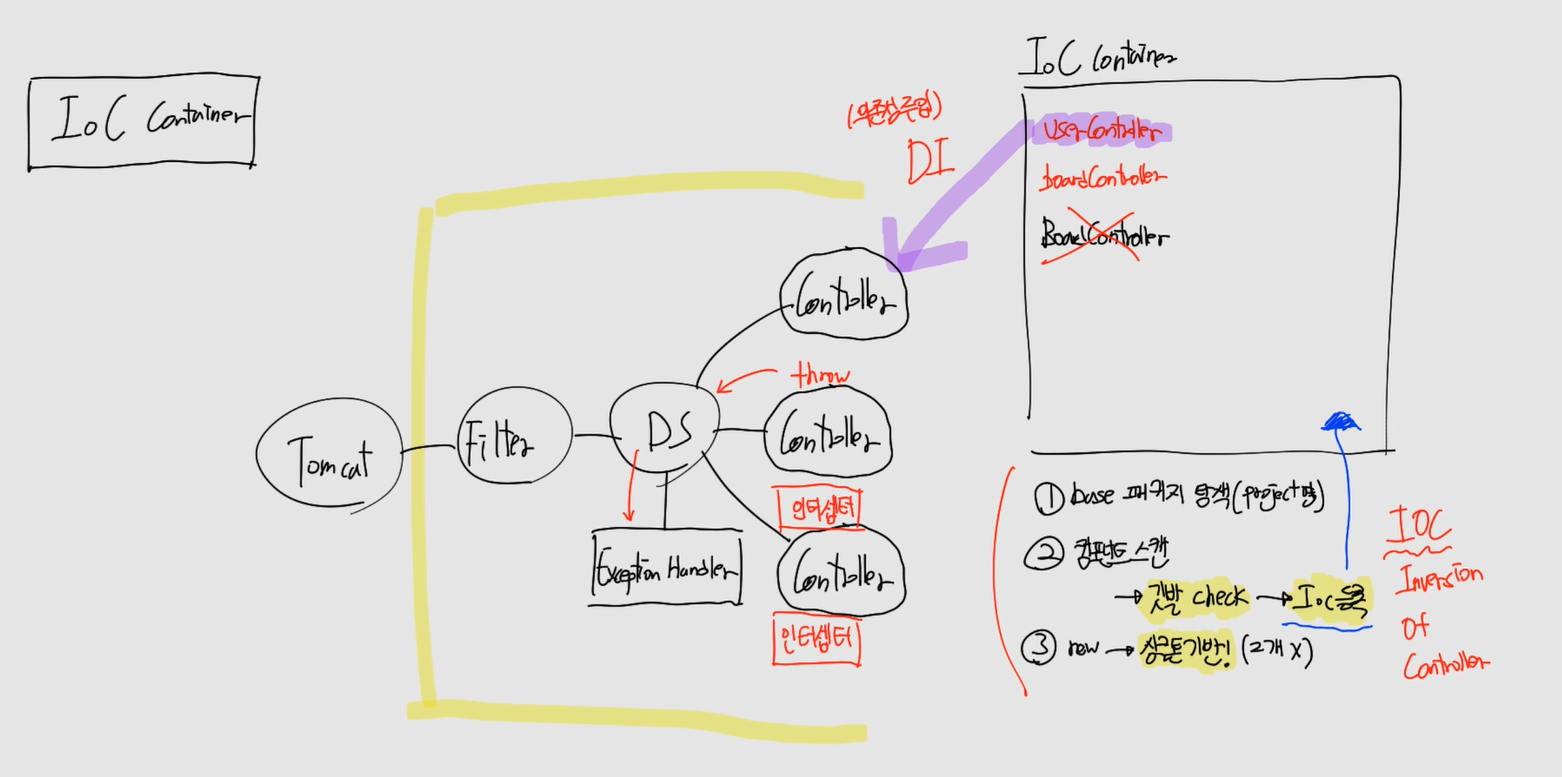 IoC Container
IoC Container
(의존성주입)
DI
UserController
boardController
BoardController
Controller
throw
Tomcat
Filter
DS
Controller
인터셉터
Exception Handler
Controller
인터셉터
① base 패키지 탐색(project명)
② 컴포넌트 스캔
→ 깃발 check → IoC등록
③ new → 싱글톤기반! (2개 X)
IOC
Inversion
Of
Controller